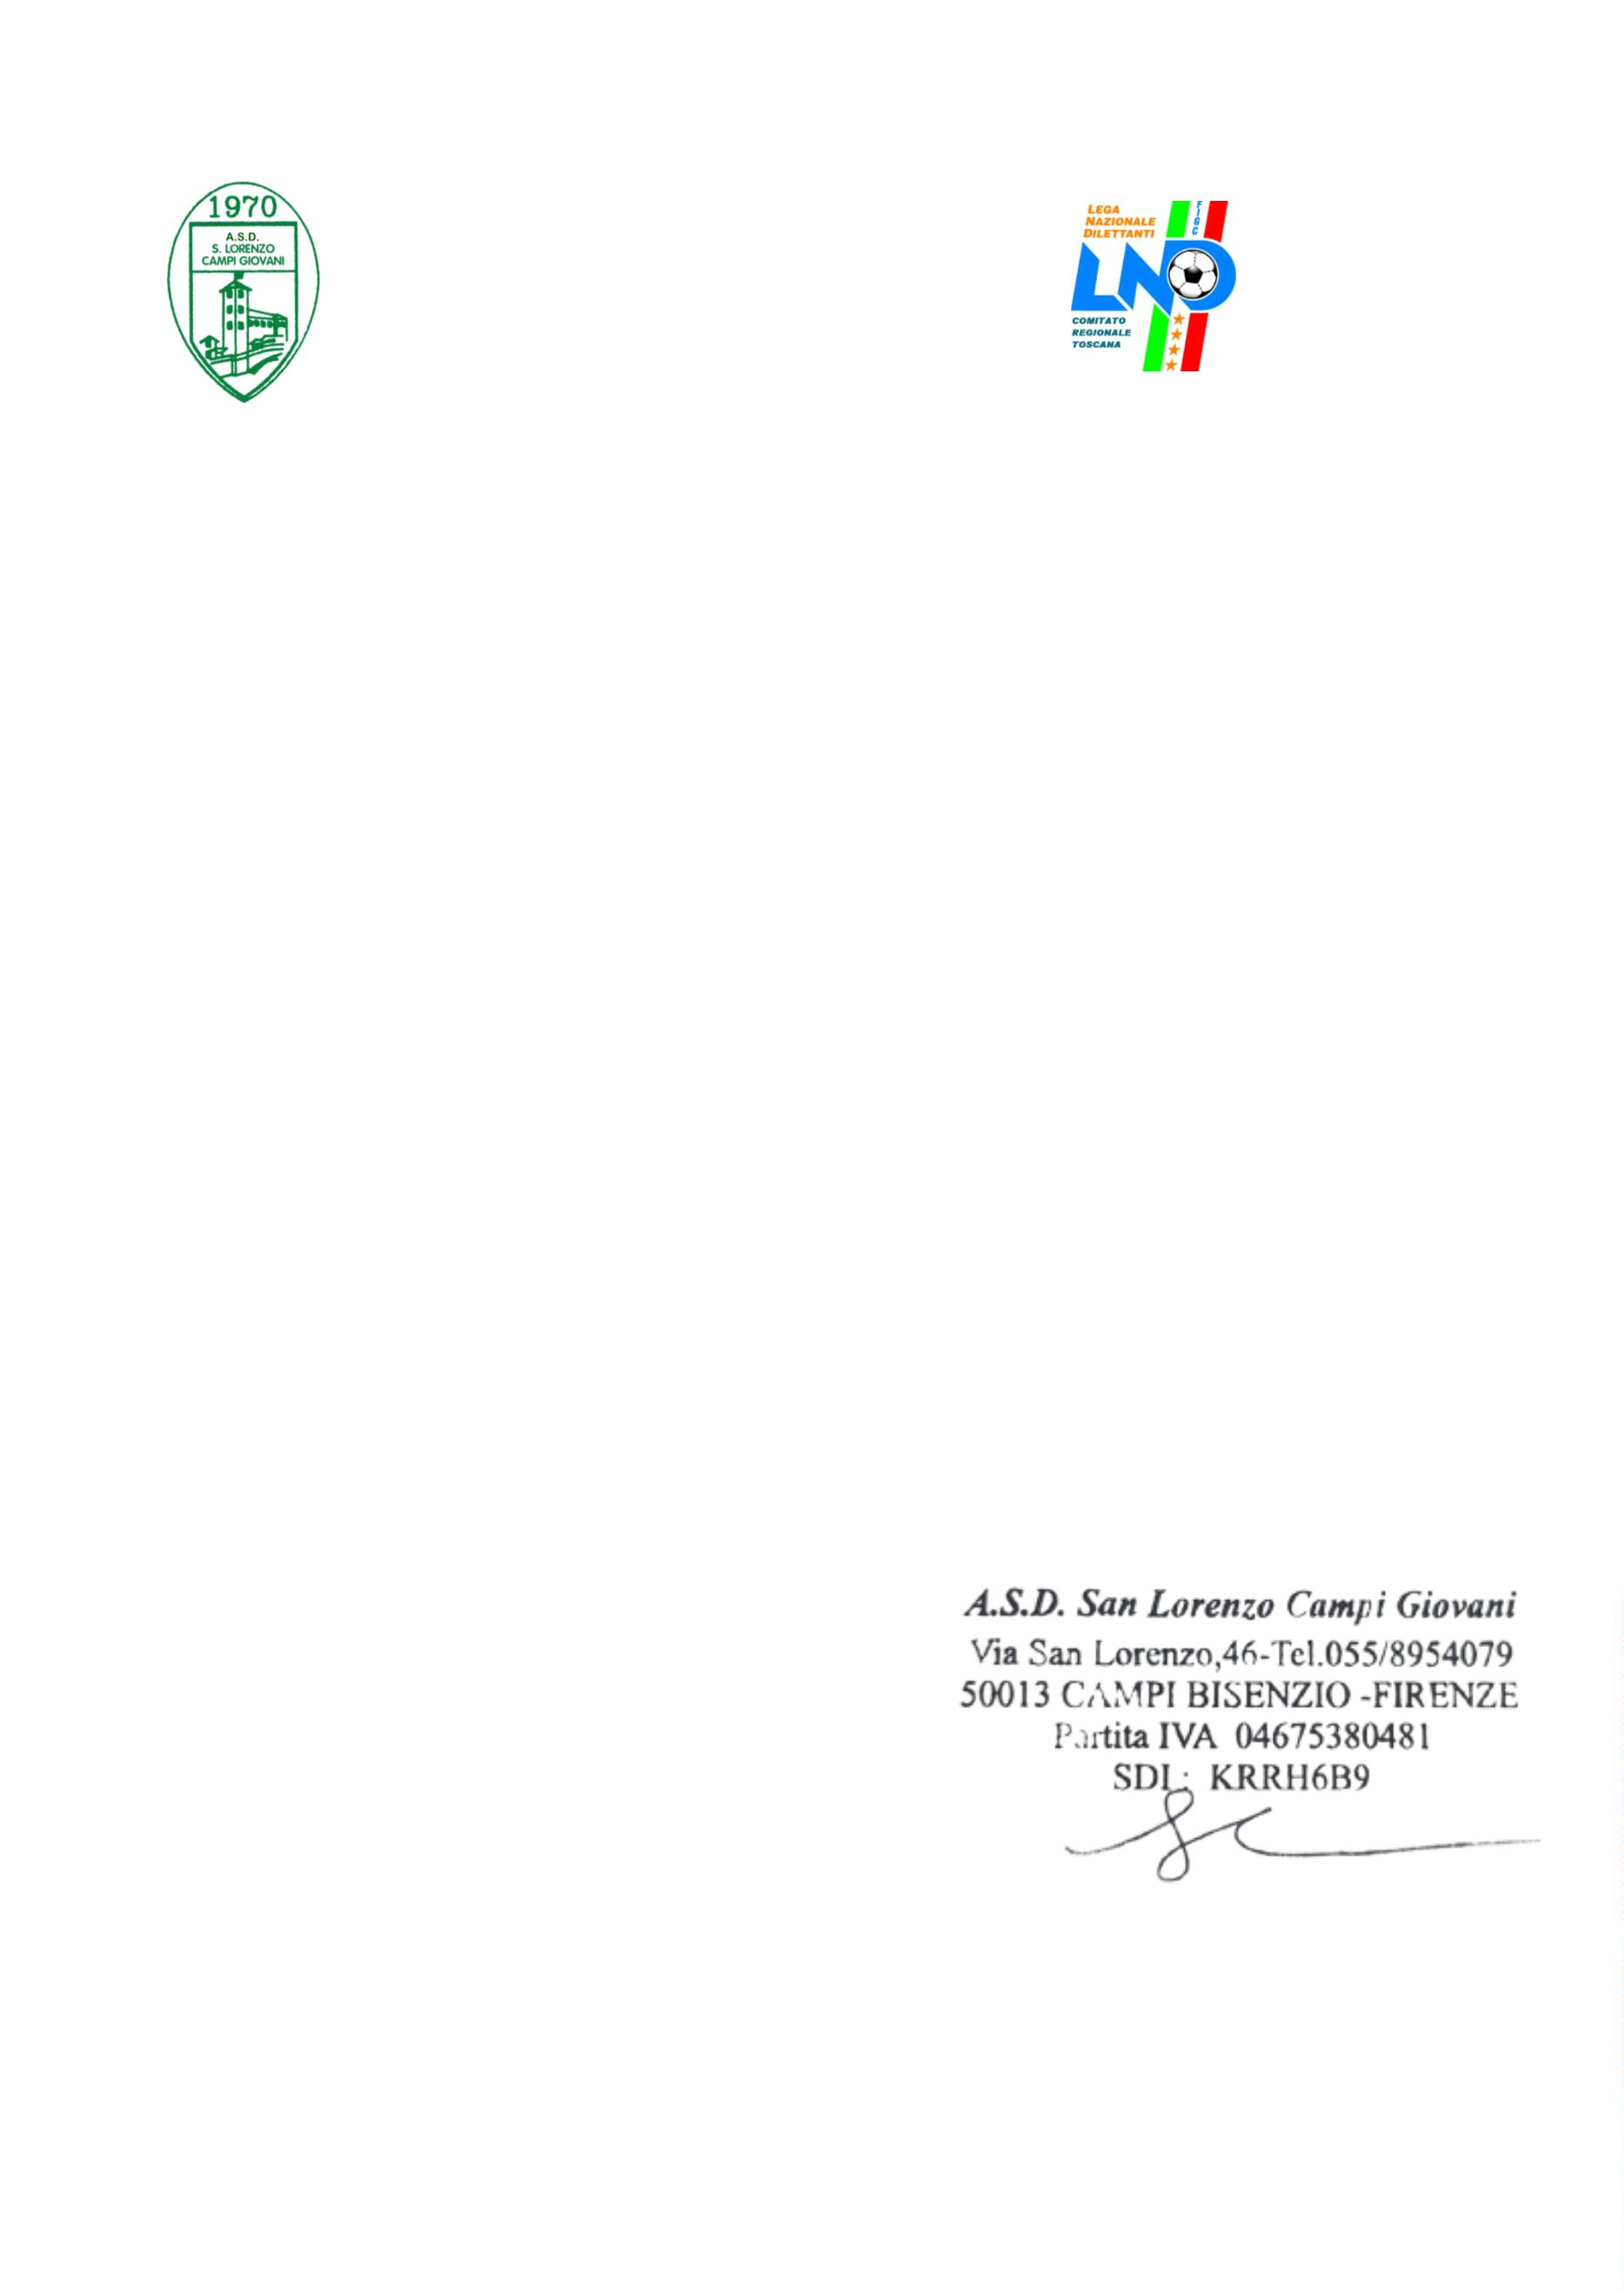 1970
A.S.D.
S. LORENZO
CAMPI GIOVANI
LEGA
NAZIONALE
DILETTANTI
FIGC
LND
COMITATO
REGIONALE
TOSCANA
A.S.D. San Lorenzo Campi Giovani
Via San Lorenzo,46-Tel.055/8954079
50013 CAMPI BISENZIO -FIRENZE
Partita IVA 04675380481
SDI : KRRH6B9